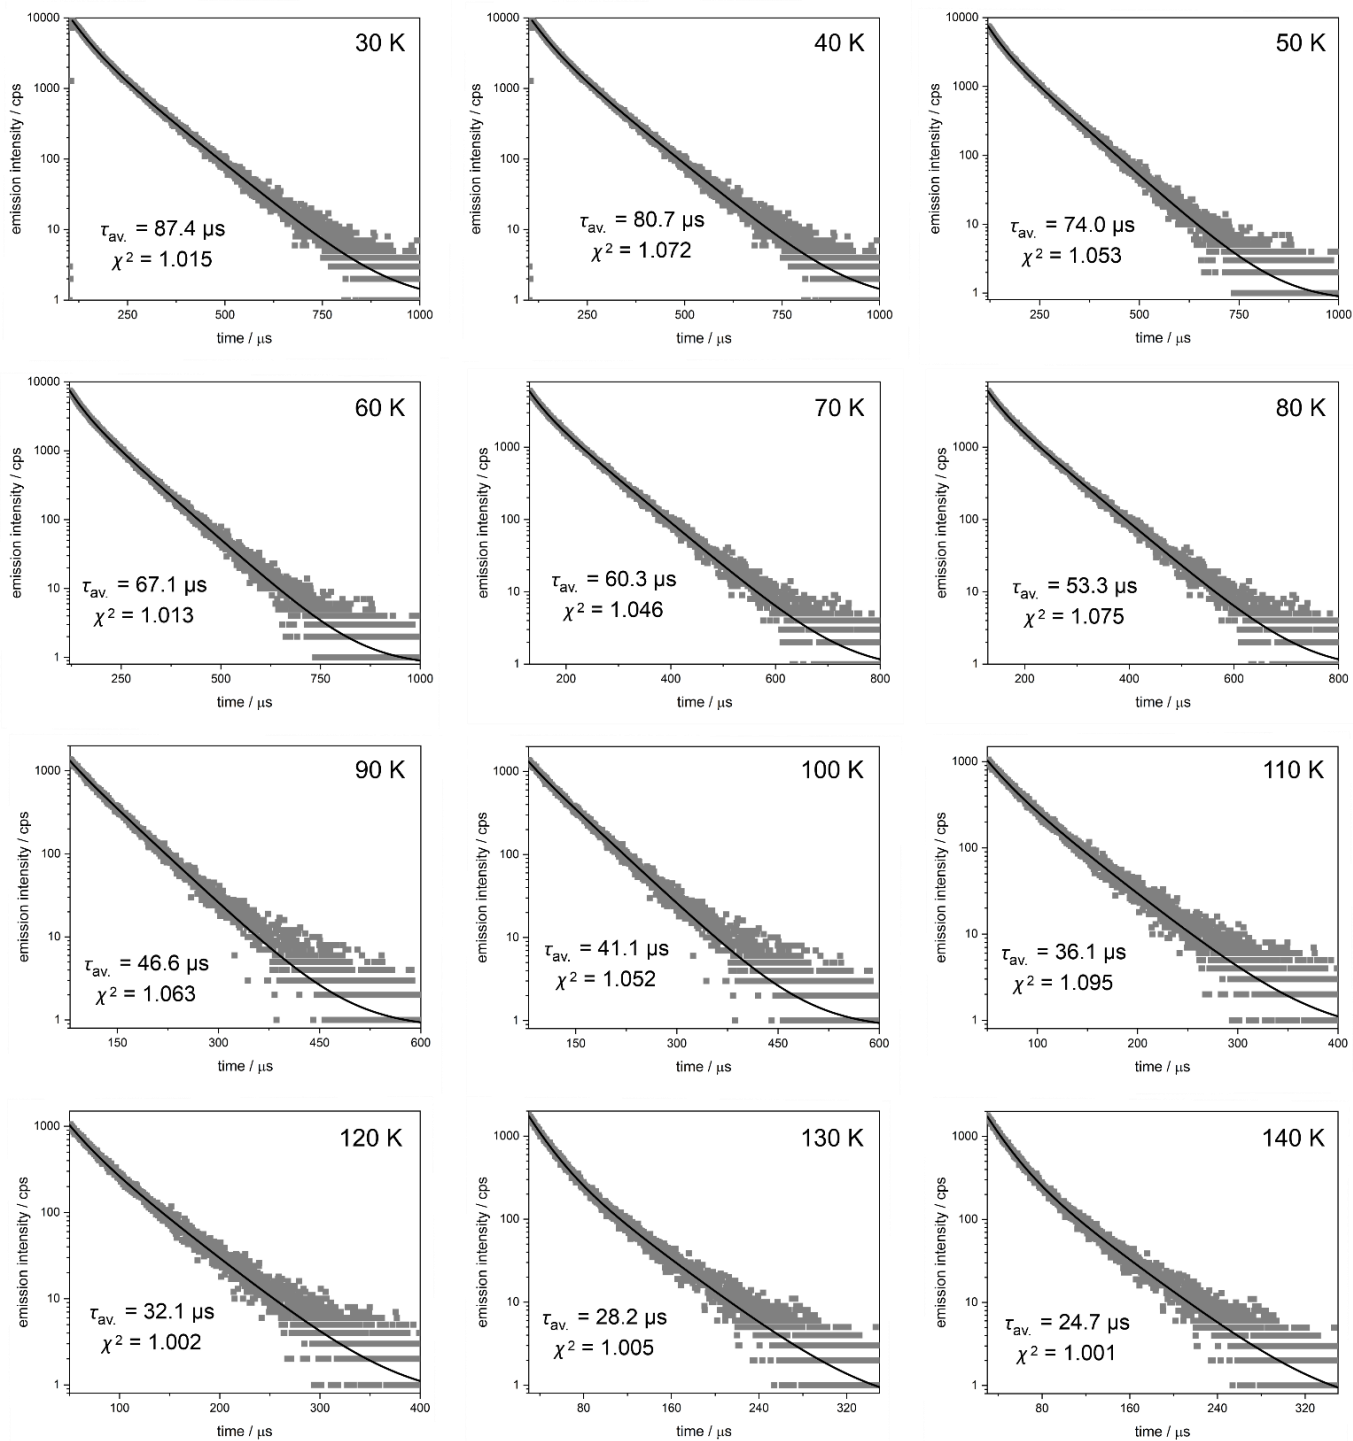 10000
1000
100
10
1
emission intensity / cps
30 K
τav. = 87.4 μs
χ² = 1.015
250 500 750 1000
time / μs
10000
1000
100
10
1
emission intensity / cps
40 K
τav. = 80.7 μs
χ² = 1.072
250 500 750 1000
time / μs
10000
1000
100
10
1
emission intensity / cps
50 K
τav. = 74.0 μs
χ² = 1.053
250 500 750 1000
time / μs
10000
1000
100
10
1
emission intensity / cps
60 K
τav. = 67.1 μs
χ² = 1.013
250 500 750 1000
time / μs
1000
100
10
1
emission intensity / cps
70 K
τav. = 60.3 μs
χ² = 1.046
200 400 600 800
time / μs
1000
100
10
1
emission intensity / cps
80 K
τav. = 53.3 μs
χ² = 1.075
200 400 600 800
time / μs
1000
100
10
1
emission intensity / cps
90 K
τav. = 46.6 μs
χ² = 1.063
150 300 450 600
time / μs
1000
100
10
1
emission intensity / cps
100 K
τav. = 41.1 μs
χ² = 1.052
150 300 450 600
time / μs
1000
100
10
1
emission intensity / cps
110 K
τav. = 36.1 μs
χ² = 1.095
100 200 300 400
time / μs
1000
100
10
1
emission intensity / cps
120 K
τav. = 32.1 μs
χ² = 1.002
100 200 300 400
time / μs
1000
100
10
1
emission intensity / cps
130 K
τav. = 28.2 μs
χ² = 1.005
80 160 240 320
time / μs
1000
100
10
1
emission intensity / cps
140 K
τav. = 24.7 μs
χ² = 1.001
80 160 240 320
time / μs